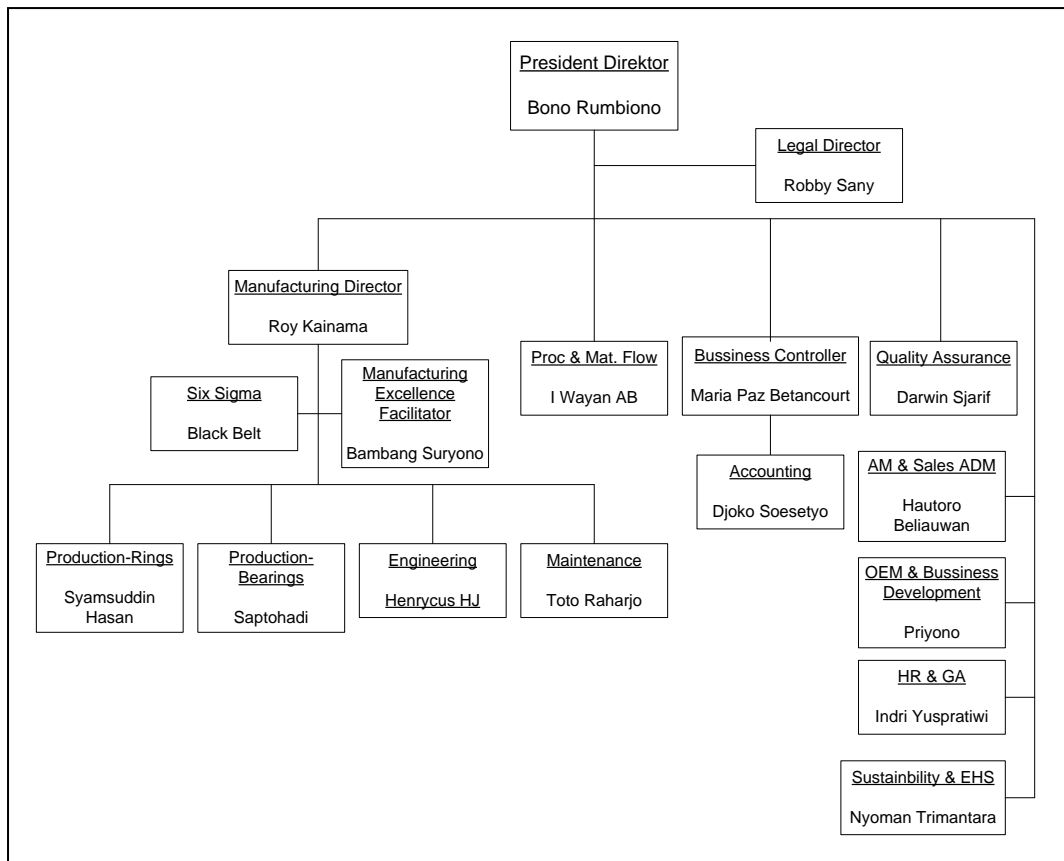 President Direktor
Bono Rumbiono
Legal Director
Robby Sany
Manufacturing Director
Roy Kainama
Six Sigma
Black Belt
Manufacturing
Excellence
Facilitator
Bambang Suryono
Proc & Mat. Flow
I Wayan AB
Bussiness Controller
Maria Paz Betancourt
Quality Assurance
Darwin Sjarif
Accounting
Djoko Soesetyo
AM & Sales ADM
Hautoro
Beliauwan
Production-Rings
Syamsuddin
Hasan
Production-
Bearings
Saptohadi
Engineering
Henrycus HJ
Maintenance
Toto Raharjo
OEM & Bussiness
Development
Priyono
HR & GA
Indri Yuspratiwi
Sustainbility & EHS
Nyoman Trimantara